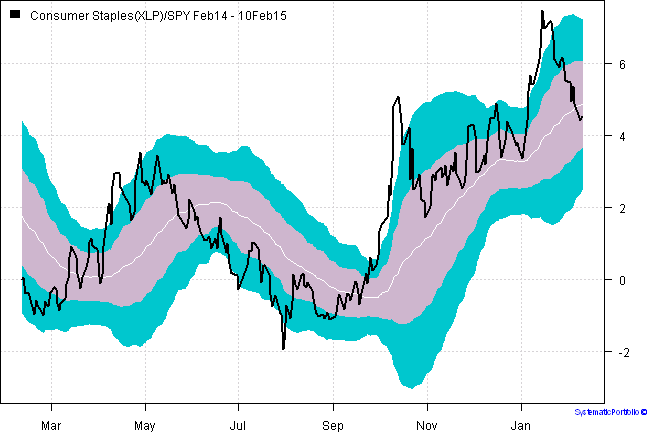 Consumer Staples(XLP)/SPY Feb14 - 10Feb15
6
4
2
0
-2
Mar May Jul Sep Nov Jan
SystematicPortfolio ©